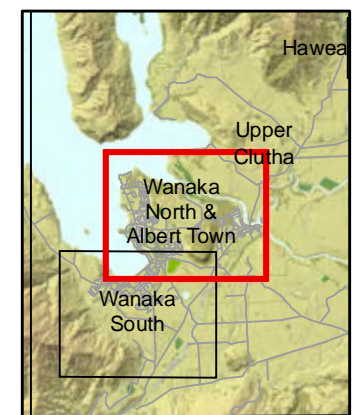 Hawea
Upper
Clutha
Wanaka
North &
Albert Town
Wanaka
South